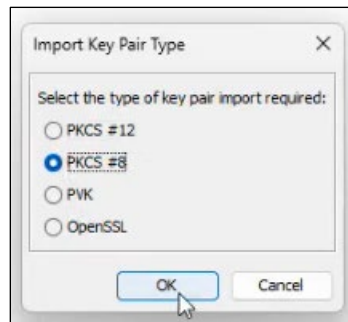 Import Key Pair Type
Select the type of key pair import required:
PKCS #12
PKCS #8
PVK
OpenSSL
OK Cancel